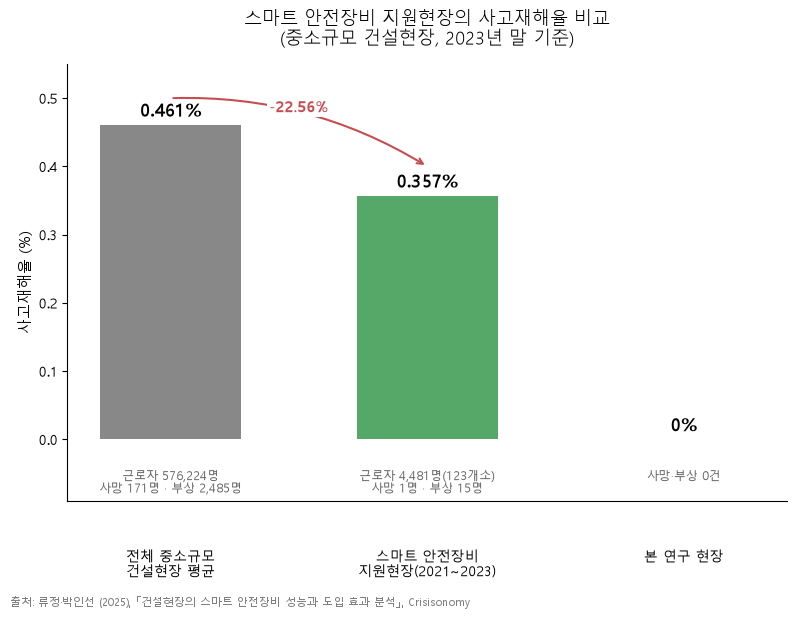 스마트 안전장비 지원현장의 사고재해율 비교
(중소규모 건설현장, 2023년 말 기준)
사고재해율 (%)
0.5
0.4
0.3
0.2
0.1
0.0
0.461%
-22.56%
0.357%
0%
근로자 576,224명
사망 171명 · 부상 2,485명
근로자 4,481명(123개소)
사망 1명 · 부상 15명
사망·부상 0건
전체 중소규모
건설현장 평균
스마트 안전장비
지원현장(2021~2023)
본 연구 현장
출처: 류정·박인선 (2025), 「건설현장의 스마트 안전장비 성능과 도입 효과 분석」, Crisisonomy